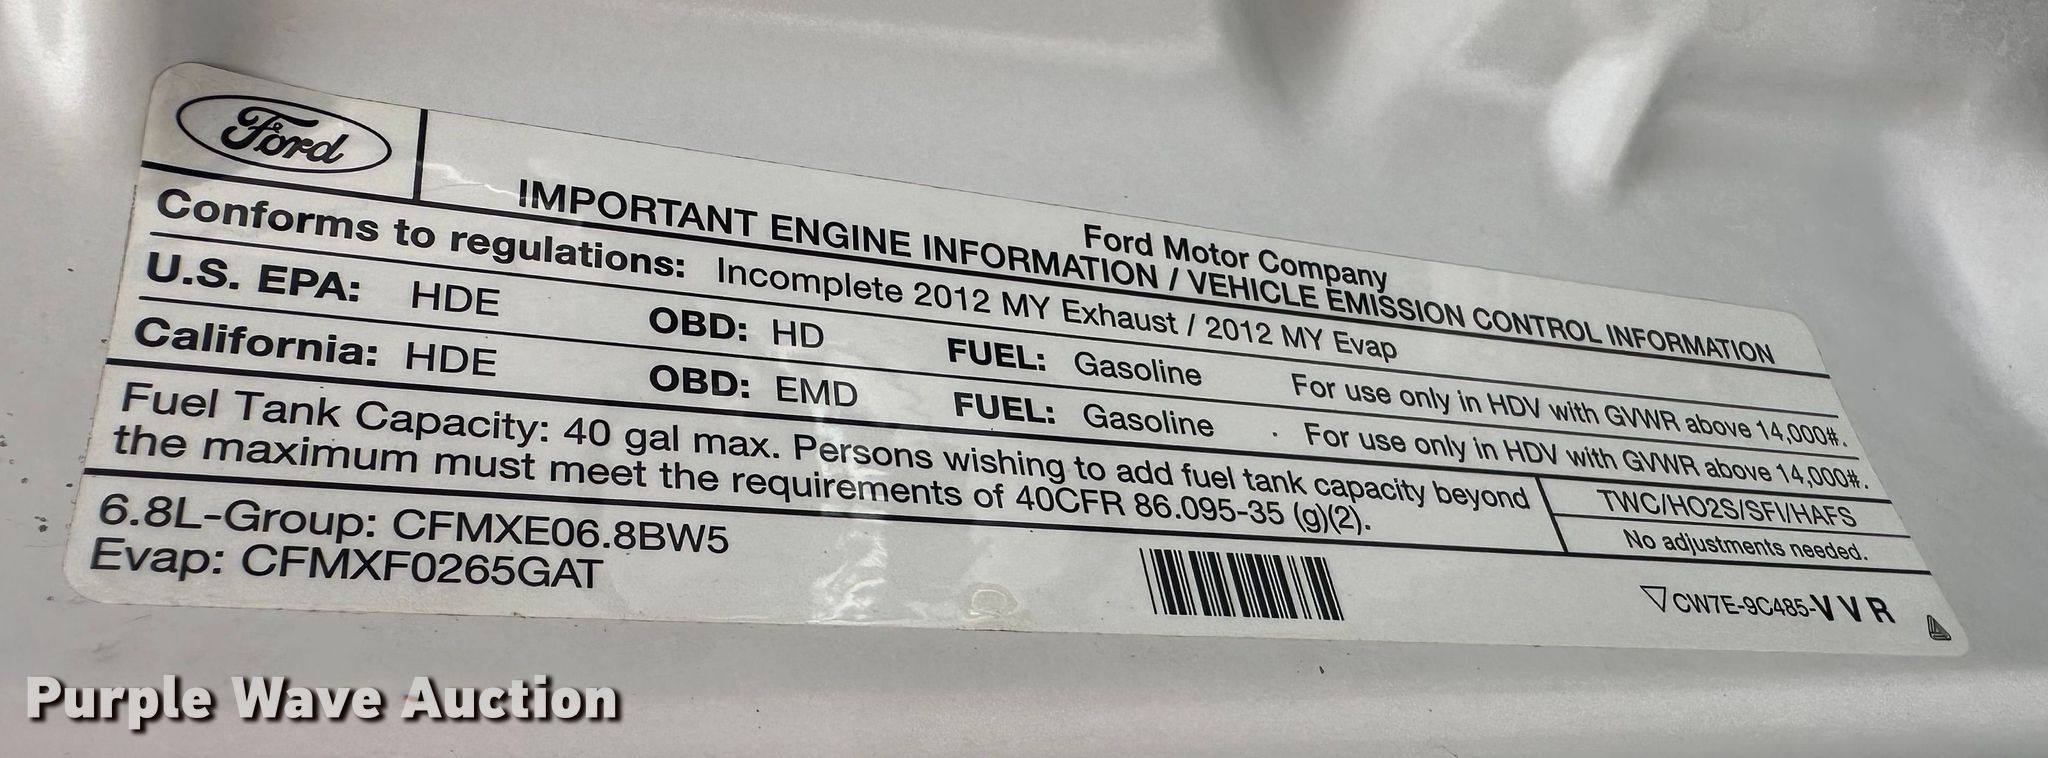 Ford
Ford Motor Company
IMPORTANT ENGINE INFORMATION / VEHICLE EMISSION CONTROL INFORMATION
Conforms to regulations: Incomplete 2012 MY Exhaust / 2012 MY Evap
U.S. EPA: HDE OBD: HD FUEL: Gasoline For use only in HDV with GVWR above 14,000#.
California: HDE OBD: EMD FUEL: Gasoline . For use only in HDV with GVWR above 14,000#.
Fuel Tank Capacity: 40 gal max. Persons wishing to add fuel tank capacity beyond
the maximum must meet the requirements of 40CFR 86.095-35 (g)(2).
TWC/HO2S/SFI/HAFS
No adjustments needed.
6.8L-Group: CFMXE06.8BW5
Evap: CFMXF0265GAT
CW7E-9C485-VVR
Purple Wave Auction